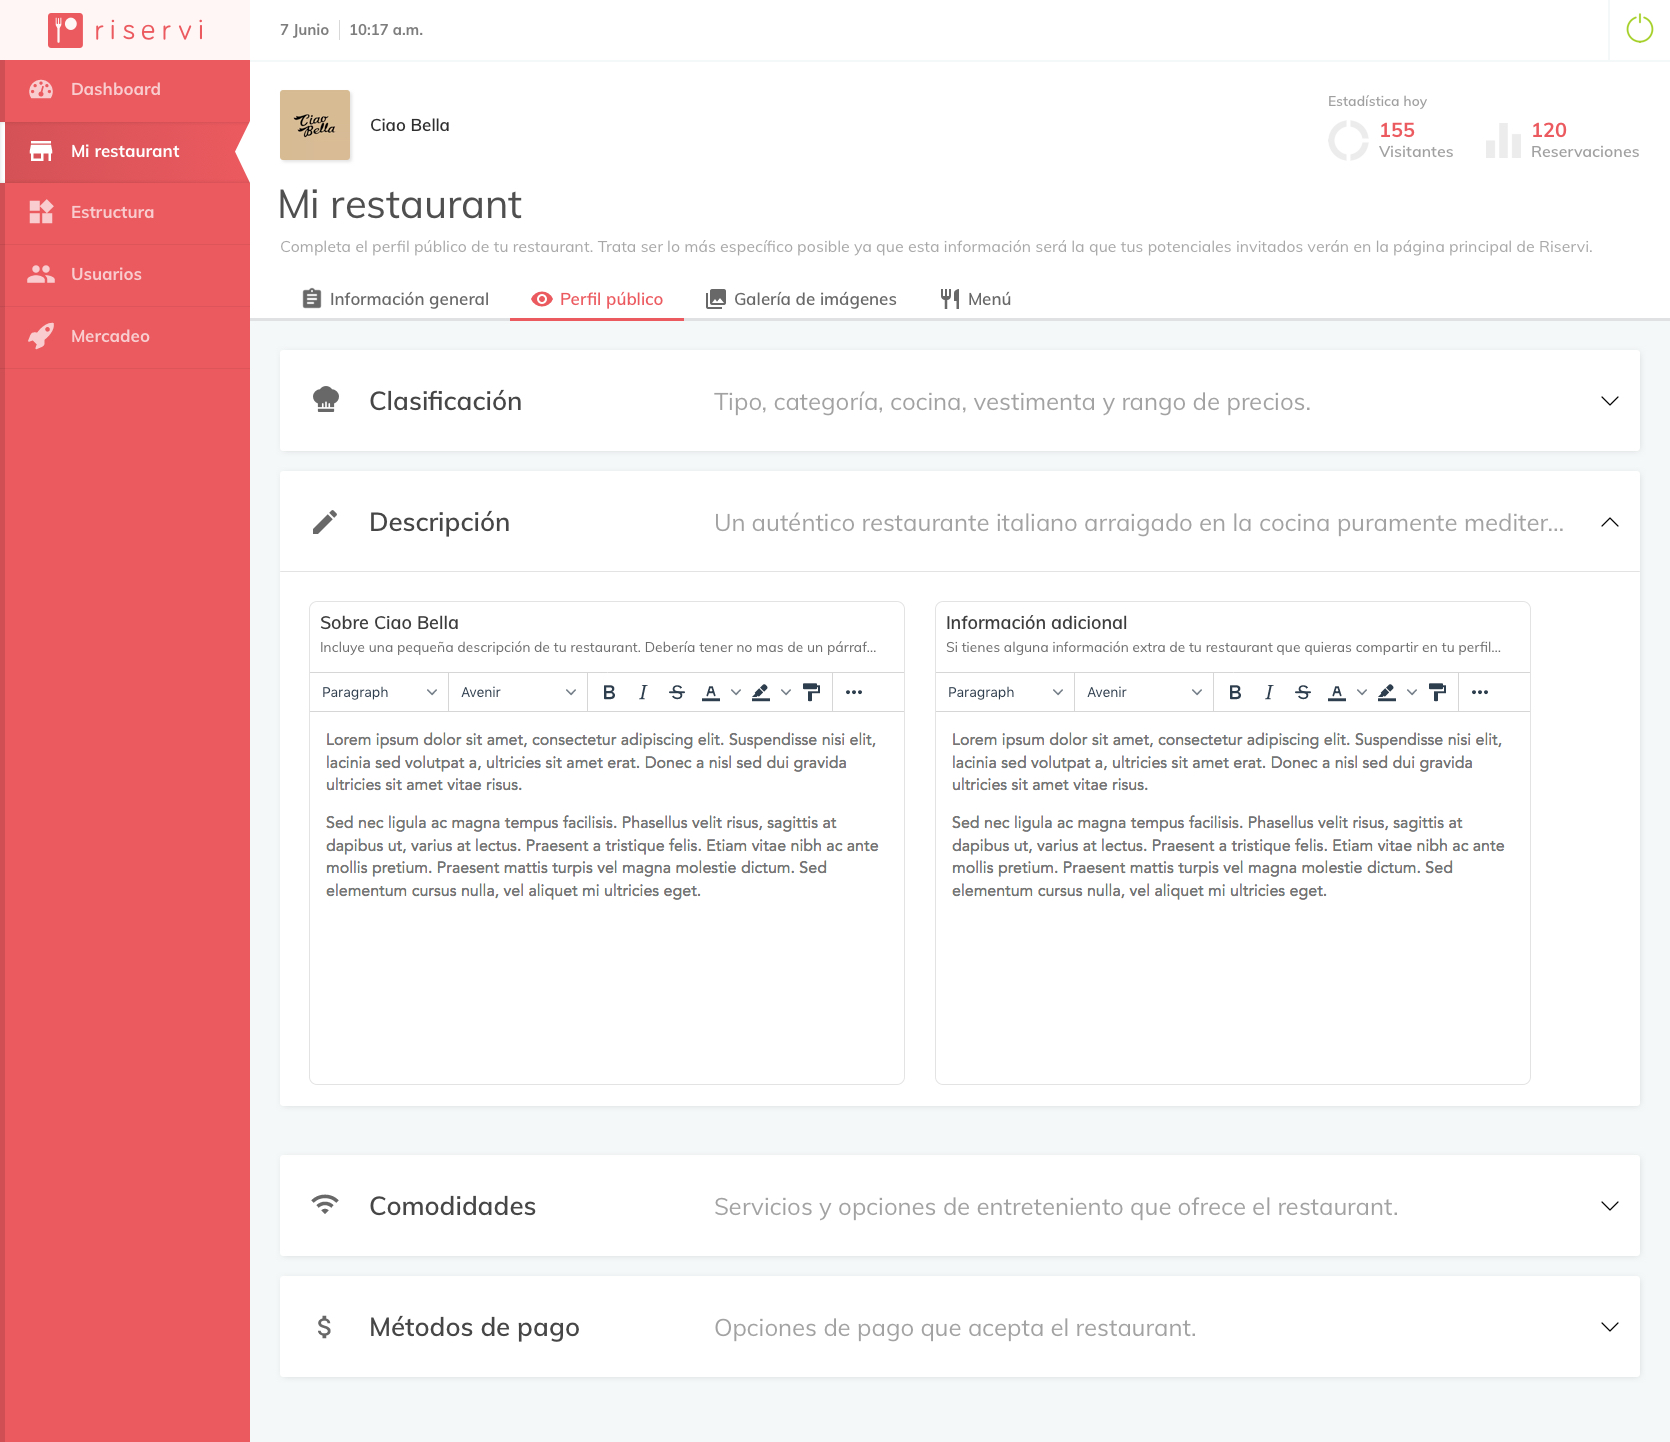 riservi
7 Junio
10:17 a.m.
Dashboard
Mi restaurant
Estructura
Usuarios
Mercadeo
Ciao Bella
Ciao Bella
Estadística hoy
155
Visitantes
120
Reservaciones
Mi restaurant
Completa el perfil público de tu restaurant. Trata ser lo más específico posible ya que esta información será la que tus potenciales invitados verán en la página principal de Riservi.
Información general
Perfil público
Galería de imágenes
Menú
Clasificación
Tipo, categoría, cocina, vestimenta y rango de precios.
Descripción
Un auténtico restaurante italiano arraigado en la cocina puramente mediter...
Sobre Ciao Bella
Incluye una pequeña descripción de tu restaurant. Debería tener no mas de un párraf...
Paragraph
Avenir
B I S A
Lorem ipsum dolor sit amet, consectetur adipiscing elit. Suspendisse nisi elit,
lacinia sed volutpat a, ultricies sit amet erat. Donec a nisl sed dui gravida
ultricies sit amet vitae risus.
Sed nec ligula ac magna tempus facilisis. Phasellus velit risus, sagittis at
dapibus ut, varius at lectus. Praesent a tristique felis. Etiam vitae nibh ac ante
mollis pretium. Praesent mattis turpis vel magna molestie dictum. Sed
elementum cursus nulla, vel aliquet mi ultricies eget.
Información adicional
Si tienes alguna información extra de tu restaurant que quieras compartir en tu perfil...
Paragraph
Avenir
B I S A
Lorem ipsum dolor sit amet, consectetur adipiscing elit. Suspendisse nisi elit,
lacinia sed volutpat a, ultricies sit amet erat. Donec a nisl sed dui gravida
ultricies sit amet vitae risus.
Sed nec ligula ac magna tempus facilisis. Phasellus velit risus, sagittis at
dapibus ut, varius at lectus. Praesent a tristique felis. Etiam vitae nibh ac ante
mollis pretium. Praesent mattis turpis vel magna molestie dictum. Sed
elementum cursus nulla, vel aliquet mi ultricies eget.
Comodidades
Servicios y opciones de entreteniento que ofrece el restaurant.
$
Métodos de pago
Opciones de pago que acepta el restaurant.